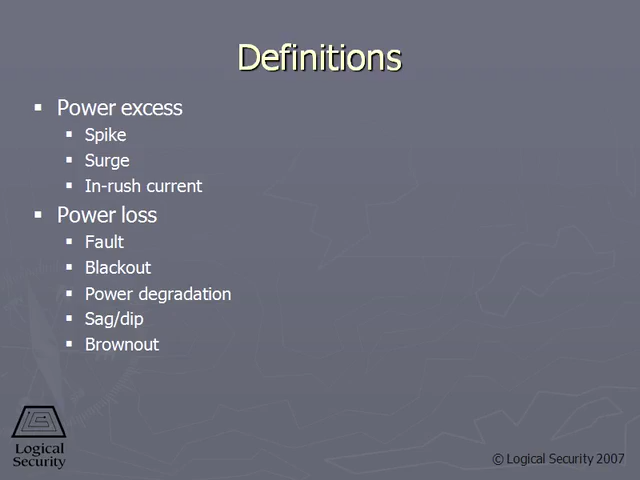 Definitions
Power excess
Spike
Surge
In-rush current
Power loss
Fault
Blackout
Power degradation
Sag/dip
Brownout
Logical
Security
© Logical Security 2007